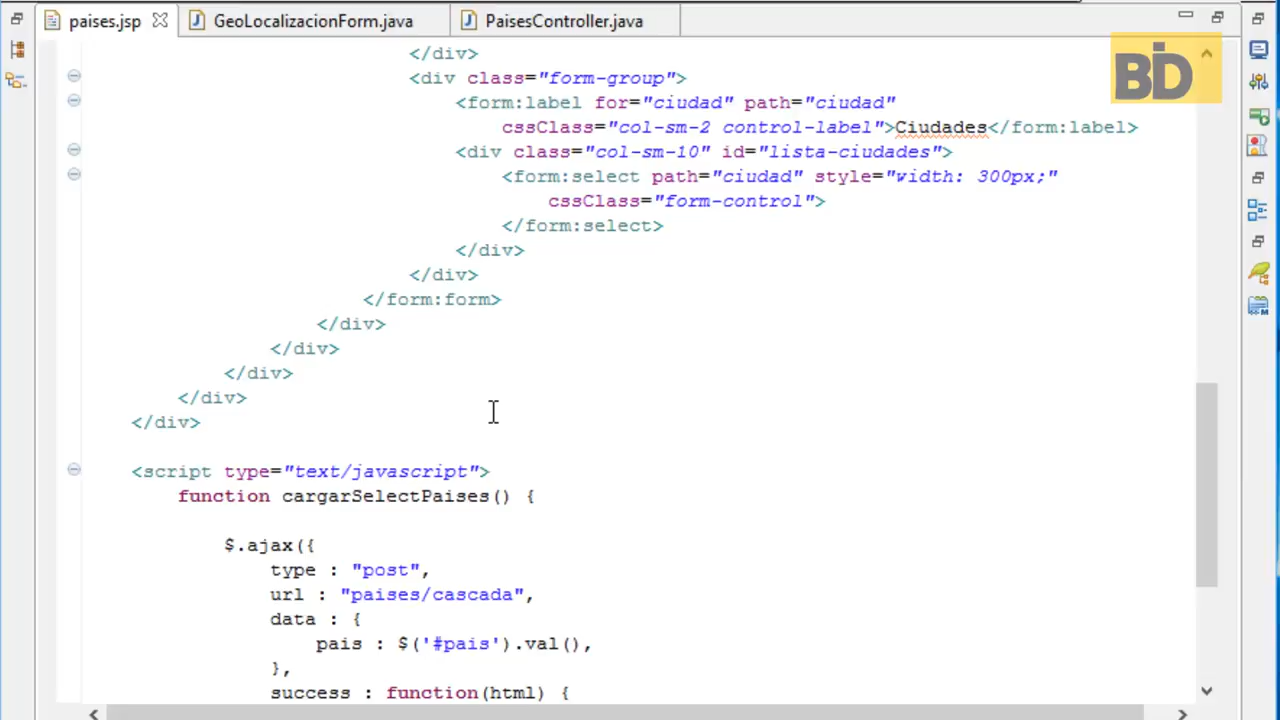 paises.jsp
GeoLocalizacionForm.java
PaisesController.java
BiD
</div>
<div class="form-group">
<form:label for="ciudad" path="ciudad"
cssClass="col-sm-2 control-label">Ciudades</form:label>
<div class="col-sm-10" id="lista-ciudades">
<form:select path="ciudad" style="width: 300px;"
cssClass="form-control">
</form:select>
</div>
</div>
</form:form>
</div>
</div>
</div>
</div>
</div>
<script type="text/javascript">
function cargarSelectPaises() {
$.ajax({
type : "post",
url : "paises/cascada",
data : {
pais : $('#pais').val(),
},
success : function(html) {